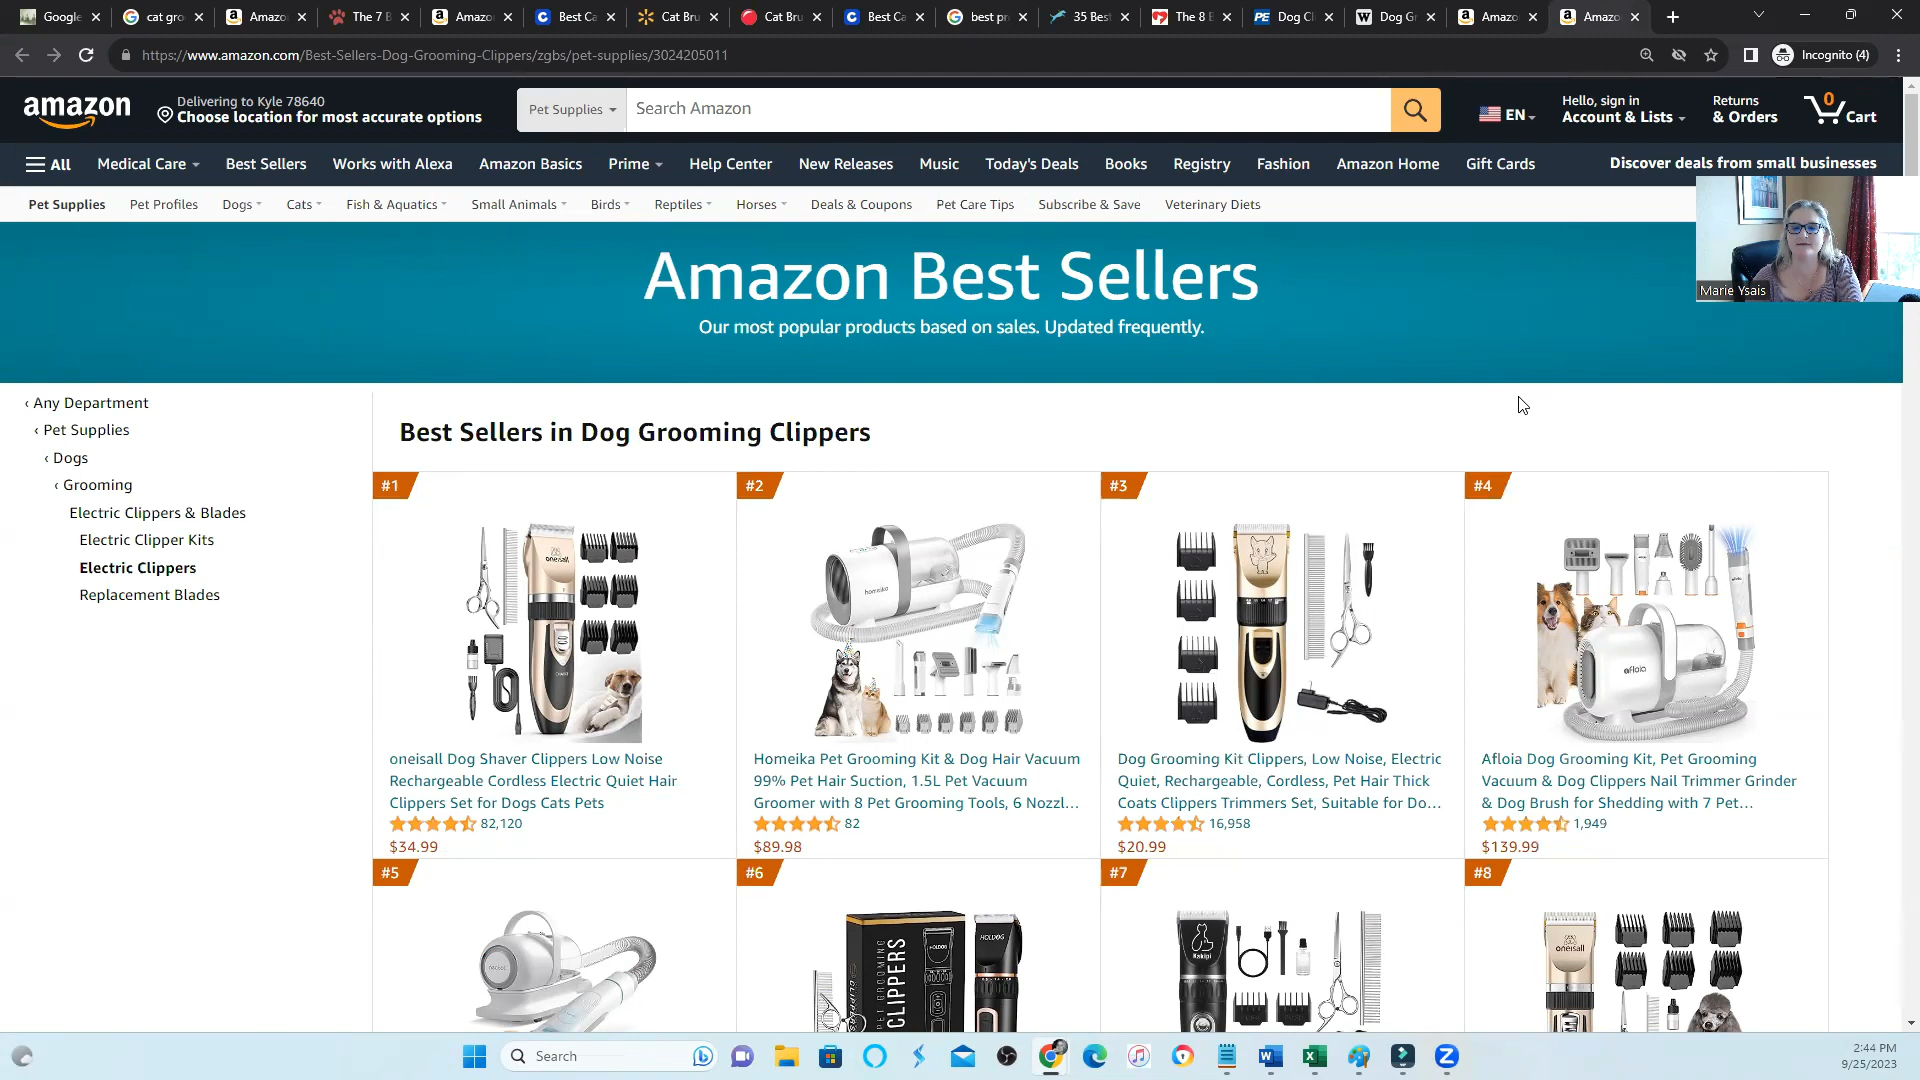 Google
cat gro
Amazo
The 7 B
Amazo
Best Ca
Cat Bru
Cat Bru
Best Ca
best pr
35 Best
The 8 B
Dog Cl
Dog Gr
Amazo
Amazo
https://www.amazon.com/Best-Sellers-Dog-Grooming-Clippers/zgbs/pet-supplies/3024205011
Incognito (4)
amazon
Delivering to Kyle 78640
Choose location for most accurate options
Pet Supplies
Search Amazon
EN
Hello, sign in
Account & Lists
Returns
& Orders
0
Cart
All
Medical Care
Best Sellers
Works with Alexa
Amazon Basics
Prime
Help Center
New Releases
Music
Today's Deals
Books
Registry
Fashion
Amazon Home
Gift Cards
Discover deals from small businesses
Pet Supplies
Pet Profiles
Dogs
Cats
Fish & Aquatics
Small Animals
Birds
Reptiles
Horses
Deals & Coupons
Pet Care Tips
Subscribe & Save
Veterinary Diets
Marie Ysais
Amazon Best Sellers
Our most popular products based on sales. Updated frequently.
‹ Any Department
‹ Pet Supplies
‹ Dogs
‹ Grooming
Electric Clippers & Blades
Electric Clipper Kits
Electric Clippers
Replacement Blades
Best Sellers in Dog Grooming Clippers
#1
oneisall
oneisall Dog Shaver Clippers Low Noise
Rechargeable Cordless Electric Quiet Hair
Clippers Set for Dogs Cats Pets
82,120
$34.99
#2
homeika
Homeika Pet Grooming Kit & Dog Hair Vacuum
99% Pet Hair Suction, 1.5L Pet Vacuum
Groomer with 8 Pet Grooming Tools, 6 Nozzl...
82
$89.98
#3
Dog Grooming Kit Clippers, Low Noise, Electric
Quiet, Rechargeable, Cordless, Pet Hair Thick
Coats Clippers Trimmers Set, Suitable for Do...
16,958
$20.99
#4
afloia
Afloia Dog Grooming Kit, Pet Grooming
Vacuum & Dog Clippers Nail Trimmer Grinder
& Dog Brush for Shedding with 7 Pet...
1,949
$139.99
#5
#6
PET GROOMING
CLIPPERS
HOLDOG
HOLDOG
#7
Kakipi
#8
oneisall
Search
2:44 PM
9/25/2023